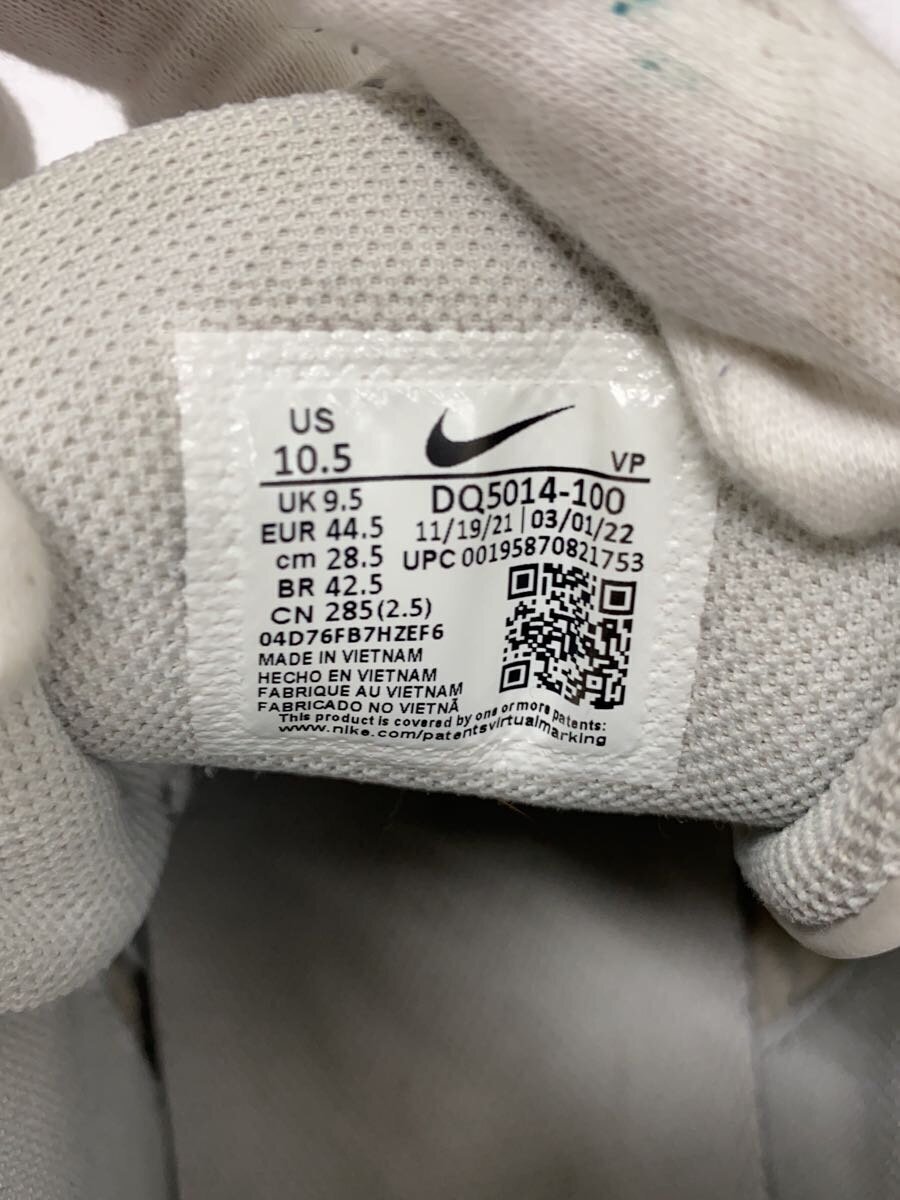 US
10.5
VP
UK 9.5
DQ5014-100
EUR 44.5
11/19/21 | 03/01/22
cm 28.5
UPC 00195870821753
BR 42.5
CN 285(2.5)
04D76FB7HZEF6
MADE IN VIETNAM
HECHO EN VIETNAM
FABRIQUE AU VIETNAM
FABRICADO NO VIETNÃ
This product is covered by one or more patents:
www.nike.com/patentsvirtualmarking